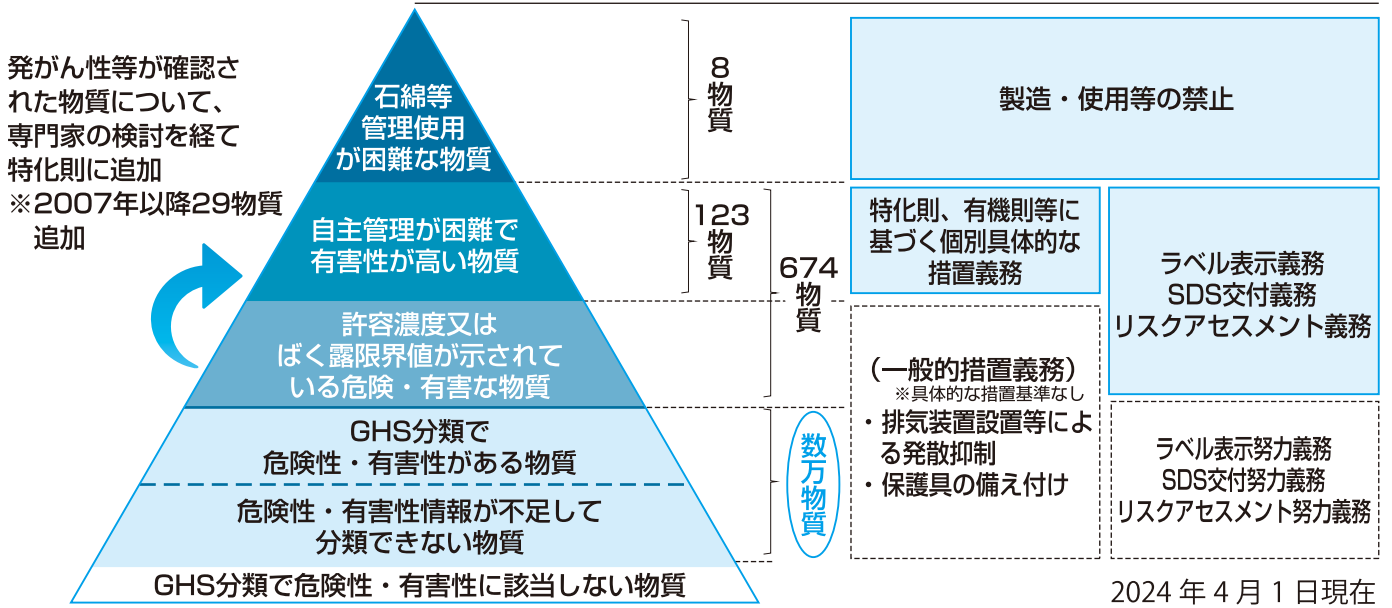 発がん性等が確認さ
れた物質について、
専門家の検討を経て
特化則に追加
※2007年以降29物質
追加
石綿等
管理使用
が困難な物質
8物質
製造・使用等の禁止
自主管理が困難で
有害性が高い物質
123物質
674物質
特化則、有機則等に
基づく個別具体的な
措置義務
ラベル表示義務
SDS交付義務
リスクアセスメント義務
許容濃度又は
ばく露限界値が示されて
いる危険・有害な物質
(一般的措置義務)
※具体的な措置基準なし
・排気装置設置等によ
る発散抑制
・保護具の備え付け
GHS分類で
危険性・有害性がある物質
危険性・有害性情報が不足して
分類できない物質
数万物質
ラベル表示努力義務
SDS交付努力義務
リスクアセスメント努力義務
GHS分類で危険性・有害性に該当しない物質
2024年4月1日現在